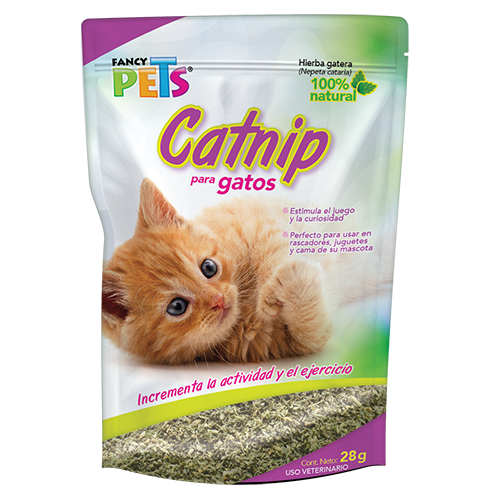 FANCY
PETS®
Hierba gatera
(Nepeta cataria)
100%
natural
Catnip
para gatos
Estimula el juego
y la curiosidad
Perfecto para usar en
rascadores, juguetes
y cama de su mascota
Incrementa la actividad y el ejercicio
Cont. Neto: 28g
USO VETERINARIO